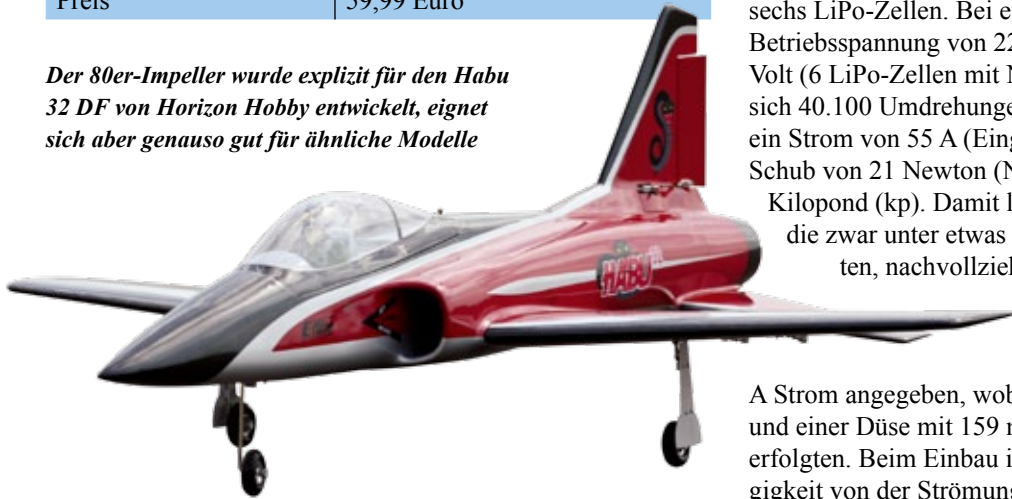 Preis 59,99 Euro
Der 80er-Impeller wurde explizit für den Habu
32 DF von Horizon Hobby entwickelt, eignet
sich aber genauso gut für ähnliche Modelle
HABU
sechs LiPo-Zellen. Bei e
Betriebsspannung von 22
Volt (6 LiPo-Zellen mit
sich 40.100 Umdrehunge
ein Strom von 55 A (Eing
Schub von 21 Newton (N
Kilopond (kp). Damit l
die zwar unter etwas
ten, nachvollzieh
A Strom angegeben, wob
und einer Düse mit 159
erfolgten. Beim Einbau i
gigkeit von der Strömung